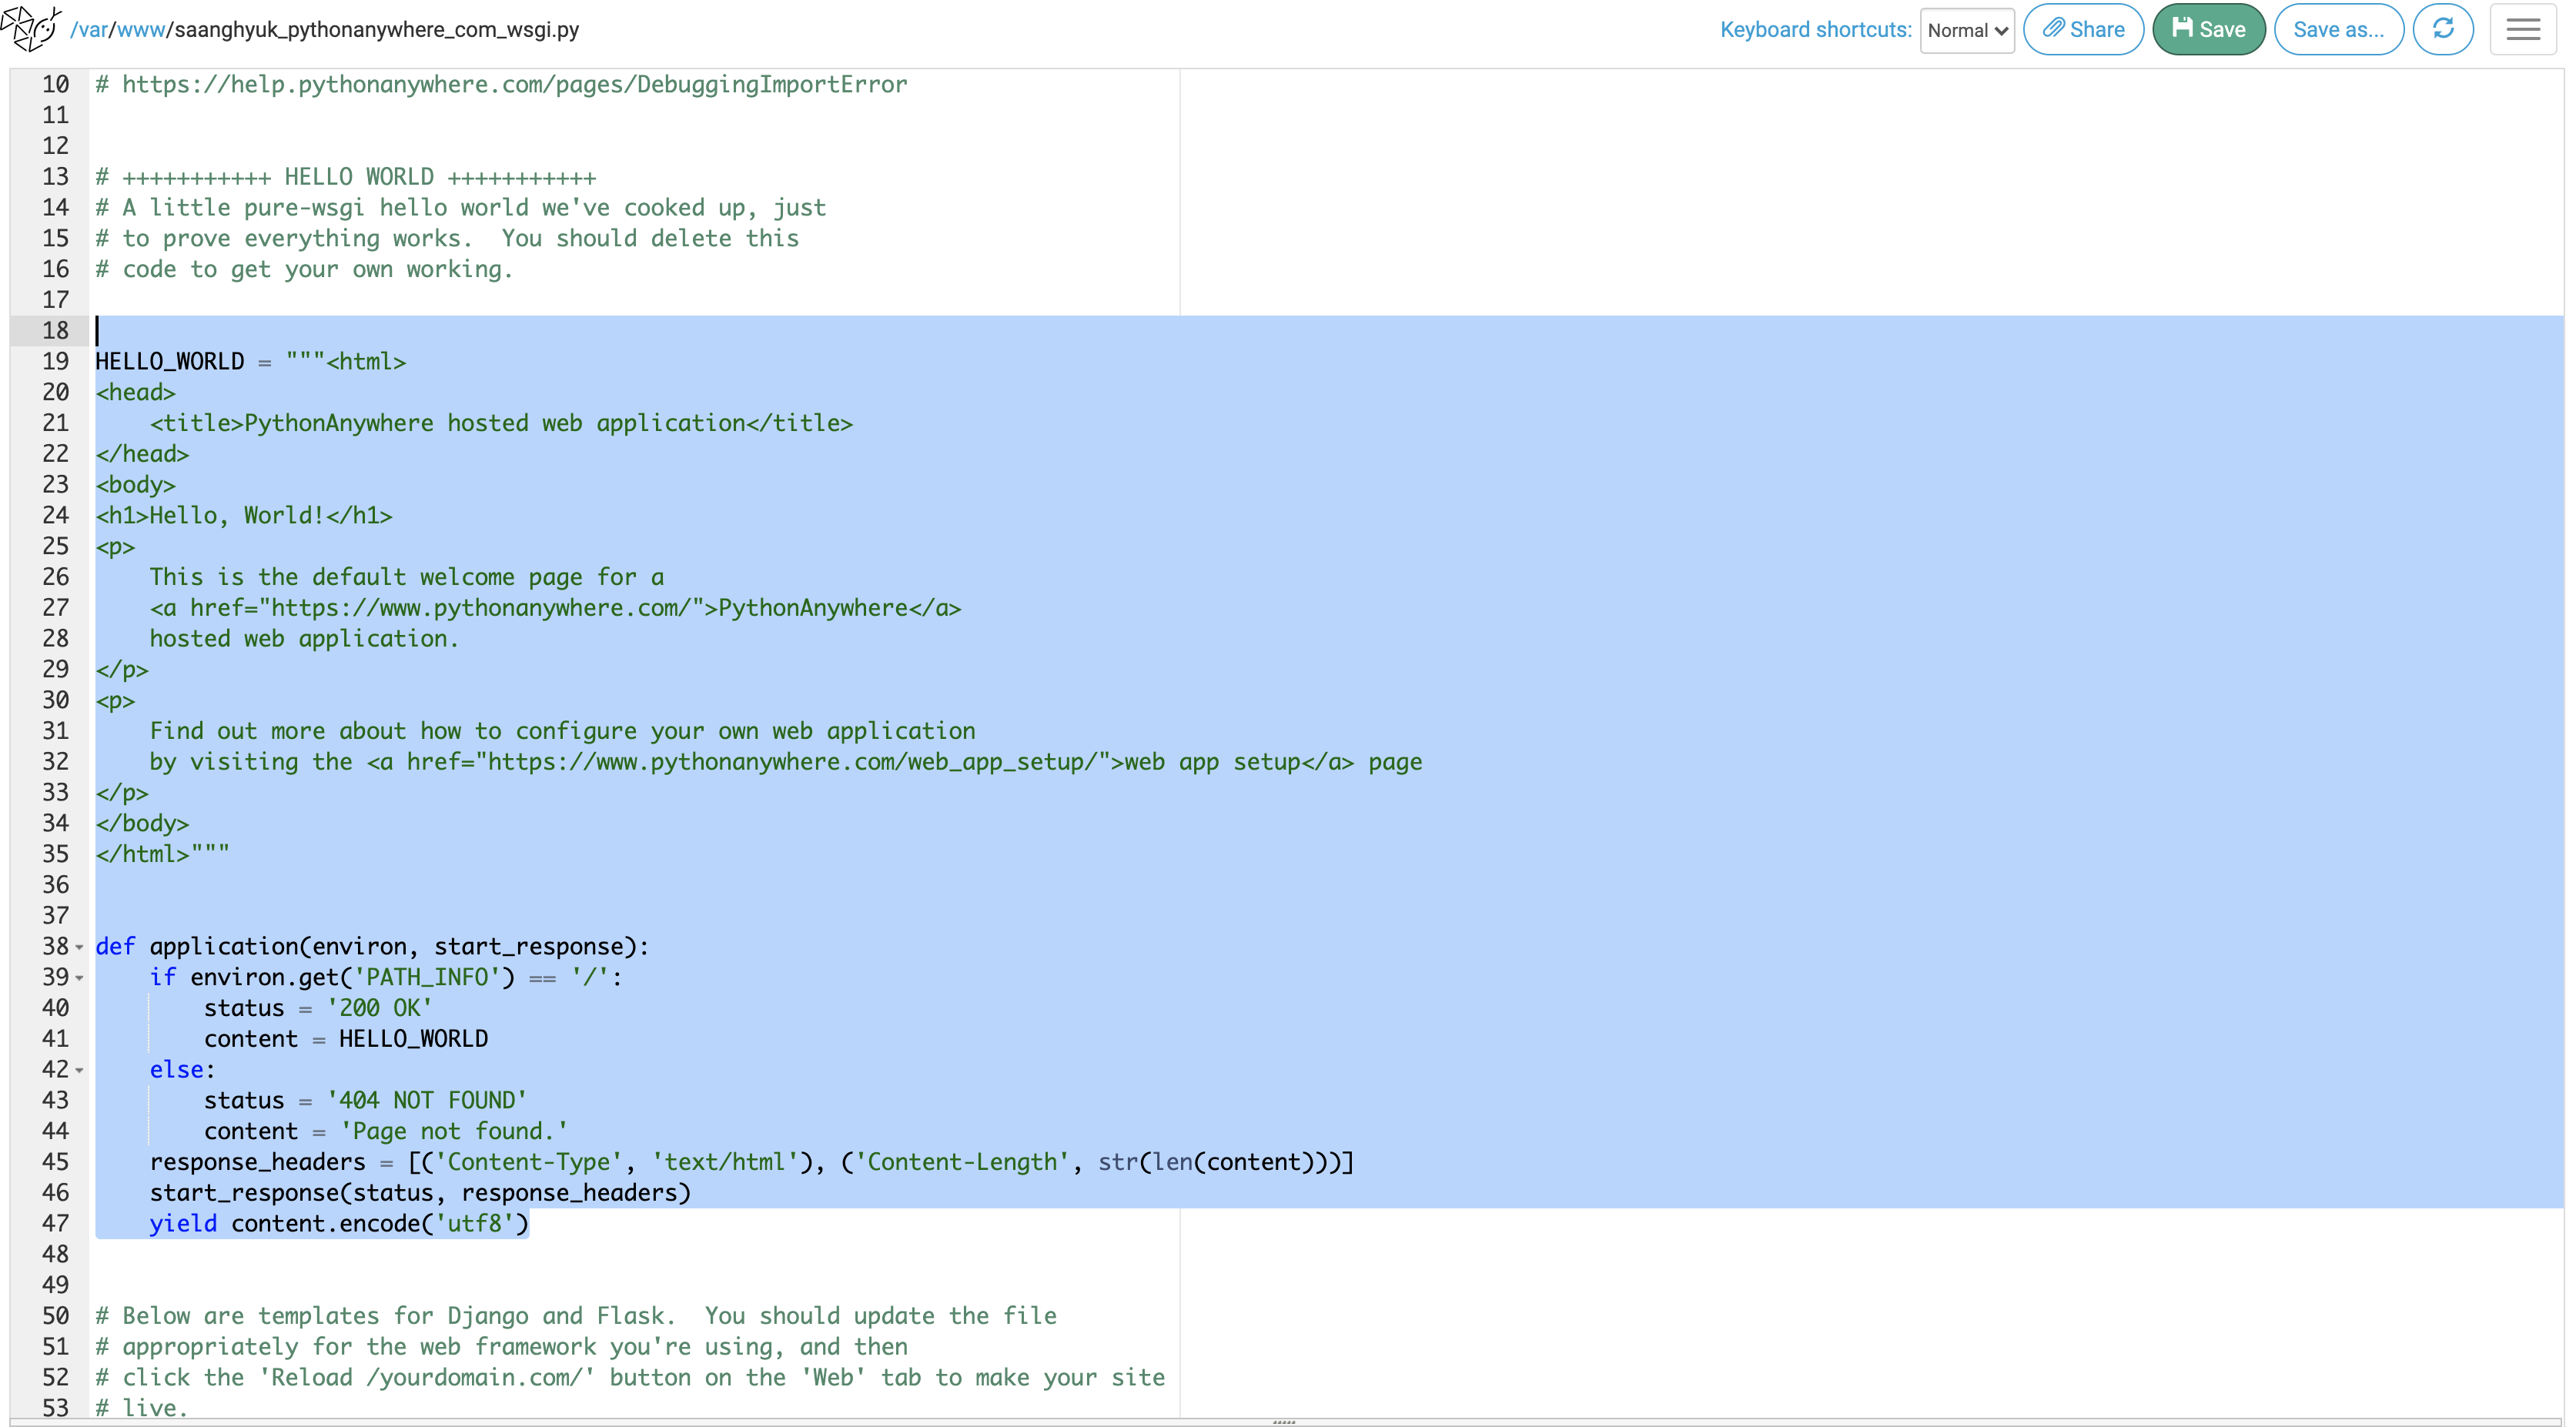 /var/www/saanghyuk_pythonanywhere_com_wsgi.py Keyboard shortcuts: Normal Share Save Save as...
10 # https://help.pythonanywhere.com/pages/DebuggingImportError
11
12
13 # +++++++++++ HELLO WORLD +++++++++++
14 # A little pure-wsgi hello world we've cooked up, just
15 # to prove everything works.  You should delete this
16 # code to get your own working.
17
18
19 HELLO_WORLD = """<html>
20 <head>
21     <title>PythonAnywhere hosted web application</title>
22 </head>
23 <body>
24 <h1>Hello, World!</h1>
25 <p>
26     This is the default welcome page for a
27     <a href="https://www.pythonanywhere.com/">PythonAnywhere</a>
28     hosted web application.
29 </p>
30 <p>
31     Find out more about how to configure your own web application
32     by visiting the <a href="https://www.pythonanywhere.com/web_app_setup/">web app setup</a> page
33 </p>
34 </body>
35 </html>"""
36
37
38 def application(environ, start_response):
39     if environ.get('PATH_INFO') == '/':
40         status = '200 OK'
41         content = HELLO_WORLD
42     else:
43         status = '404 NOT FOUND'
44         content = 'Page not found.'
45     response_headers = [('Content-Type', 'text/html'), ('Content-Length', str(len(content)))]
46     start_response(status, response_headers)
47     yield content.encode('utf8')
48
49
50 # Below are templates for Django and Flask.  You should update the file
51 # appropriately for the web framework you're using, and then
52 # click the 'Reload /yourdomain.com/' button on the 'Web' tab to make your site
53 # live.